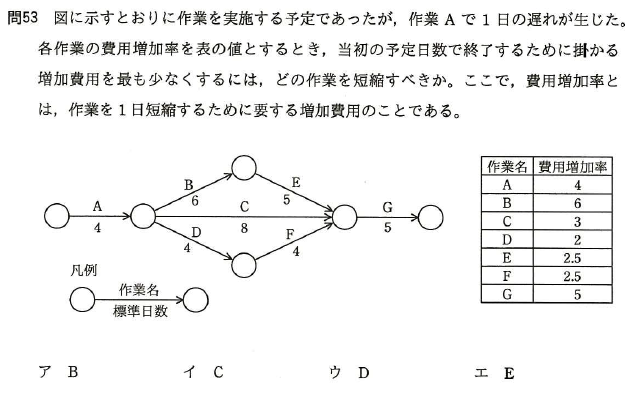 問53 図に示すとおりに作業を実施する予定であったが，作業Aで1日の遅れが生じた。
各作業の費用増加率を表の値とするとき，当初の予定日数で終了するために掛かる
増加費用を最も少なくするには，どの作業を短縮すべきか。ここで，費用増加率と
は，作業を1日短縮するために要する増加費用のことである。
A
4
B
6
C
8
D
4
E
5
F
4
G
5
凡例
作業名
標準日数
作業名 費用増加率
A 4
B 6
C 3
D 2
E 2.5
F 2.5
G 5
ア B イ C ウ D エ E